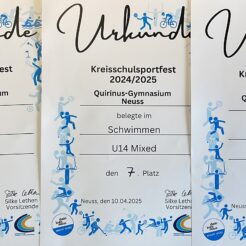 Urkunde
Kreisschulsportfest
2024/2025
Quirinus-Gymnasium
Neuss
belegte im
Schwimmen
U14 Mixed
den 7. Platz
Neuss, den 10.04.2025
Silke Lethen
Vorsitzende